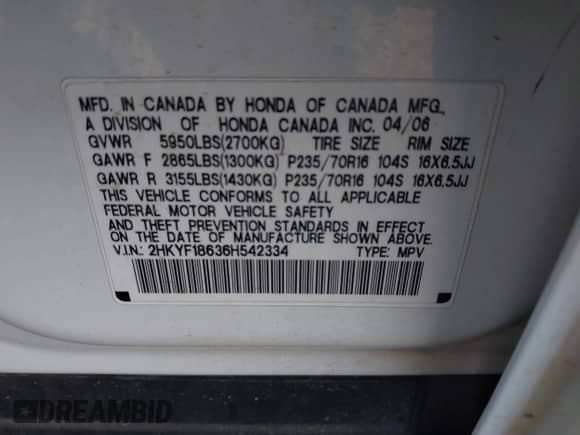 MFD. IN CANADA BY HONDA OF CANADA MFG.,
A DIVISION OF HONDA CANADA INC. 04/06
GVWR 5950LBS(2700KG) TIRE SIZE RIM SIZE
GAWR F 2865LBS(1300KG) P235/70R16 104S 16X6.5JJ
GAWR R 3155LBS(1430KG) P235/70R16 104S 16X6.5JJ
THIS VEHICLE CONFORMS TO ALL APPLICABLE
FEDERAL MOTOR VEHICLE SAFETY
AND THEFT PREVENTION STANDARDS IN EFFECT
ON THE DATE OF MANUFACTURE SHOWN ABOVE.
V.I.N.: 2HKYF18636H542334 TYPE: MPV
DREAMBID